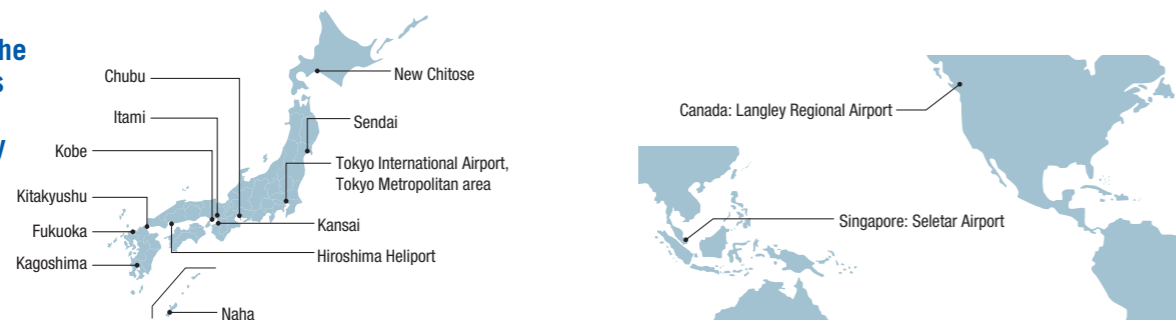 he
s
y
Chubu
Itami
Kobe
Kitakyushu
Fukuoka
Kagoshima
New Chitose
Sendai
Tokyo International Airport,
Tokyo Metropolitan area
Kansai
Hiroshima Heliport
Naha
Canada: Langley Regional Airport
Singapore: Seletar Airport